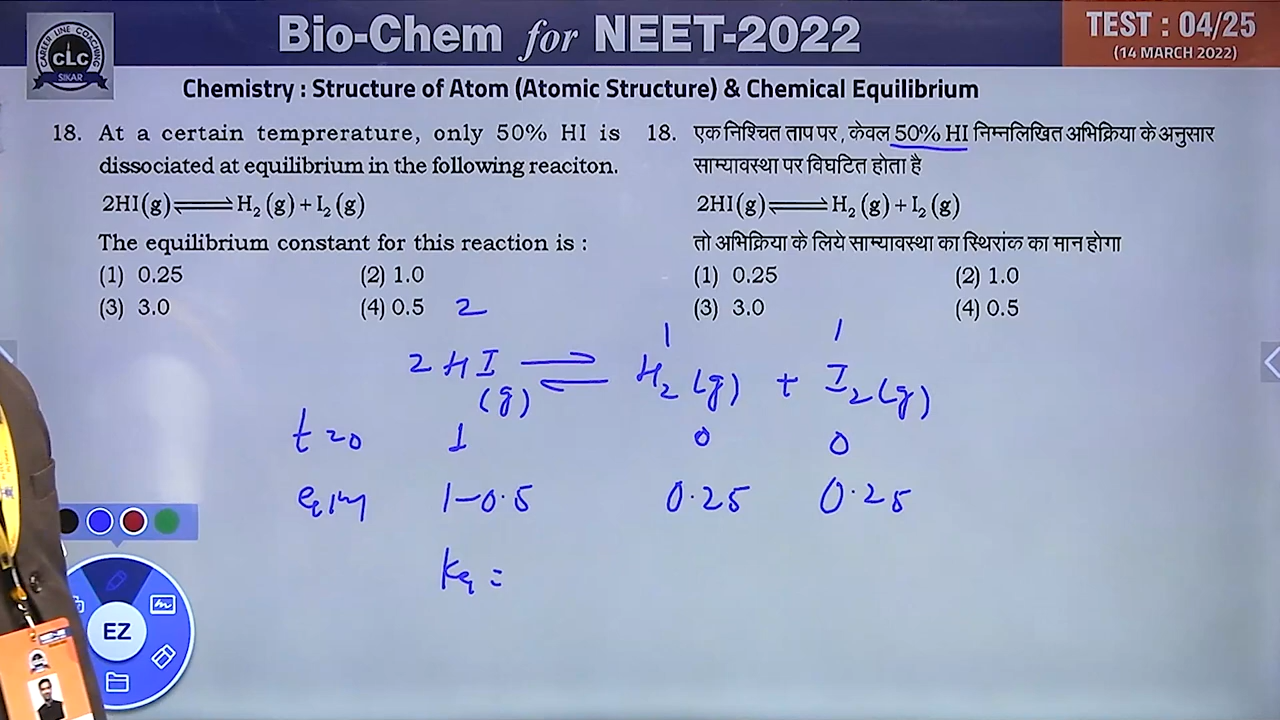 CAREER LINE COACHING
CLC
SIKAR
Bio-Chem for NEET-2022
TEST : 04/25
(14 MARCH 2022)
Chemistry : Structure of Atom (Atomic Structure) & Chemical Equilibrium
18. At a certain temprerature, only 50% HI is
dissociated at equilibrium in the following reaciton.
2HI(g) ⇌ H₂(g) + I₂(g)
The equilibrium constant for this reaction is :
(1) 0.25 (2) 1.0
(3) 3.0 (4) 0.5
18. एक निश्चित ताप पर, केवल 50% HI निम्नलिखित अभिक्रिया के अनुसार
साम्यावस्था पर विघटित होता है
2HI(g) ⇌ H₂(g) + I₂(g)
तो अभिक्रिया के लिये साम्यावस्था का स्थिरांक का मान होगा
(1) 0.25 (2) 1.0
(3) 3.0 (4) 0.5
2 1 1
2HI(g) ⇌ H₂(g) + I₂(g)
t=0 1 0 0
eqm 1-0.5 0.25 0.25
Keq =
EZ